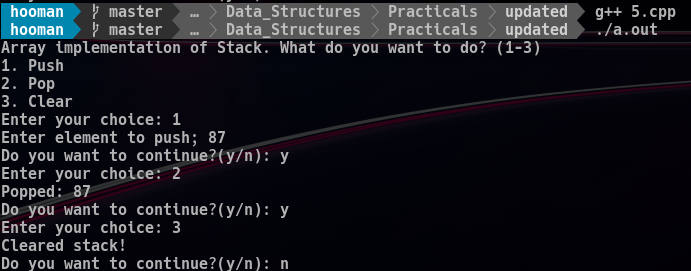 hooman  master … Data_Structures Practicals updated g++ 5.cpp
hooman  master … Data_Structures Practicals updated ./a.out
Array implementation of Stack. What do you want to do? (1-3)
1. Push
2. Pop
3. Clear
Enter your choice: 1
Enter element to push; 87
Do you want to continue?(y/n): y
Enter your choice: 2
Popped: 87
Do you want to continue?(y/n): y
Enter your choice: 3
Cleared stack!
Do you want to continue?(y/n): n